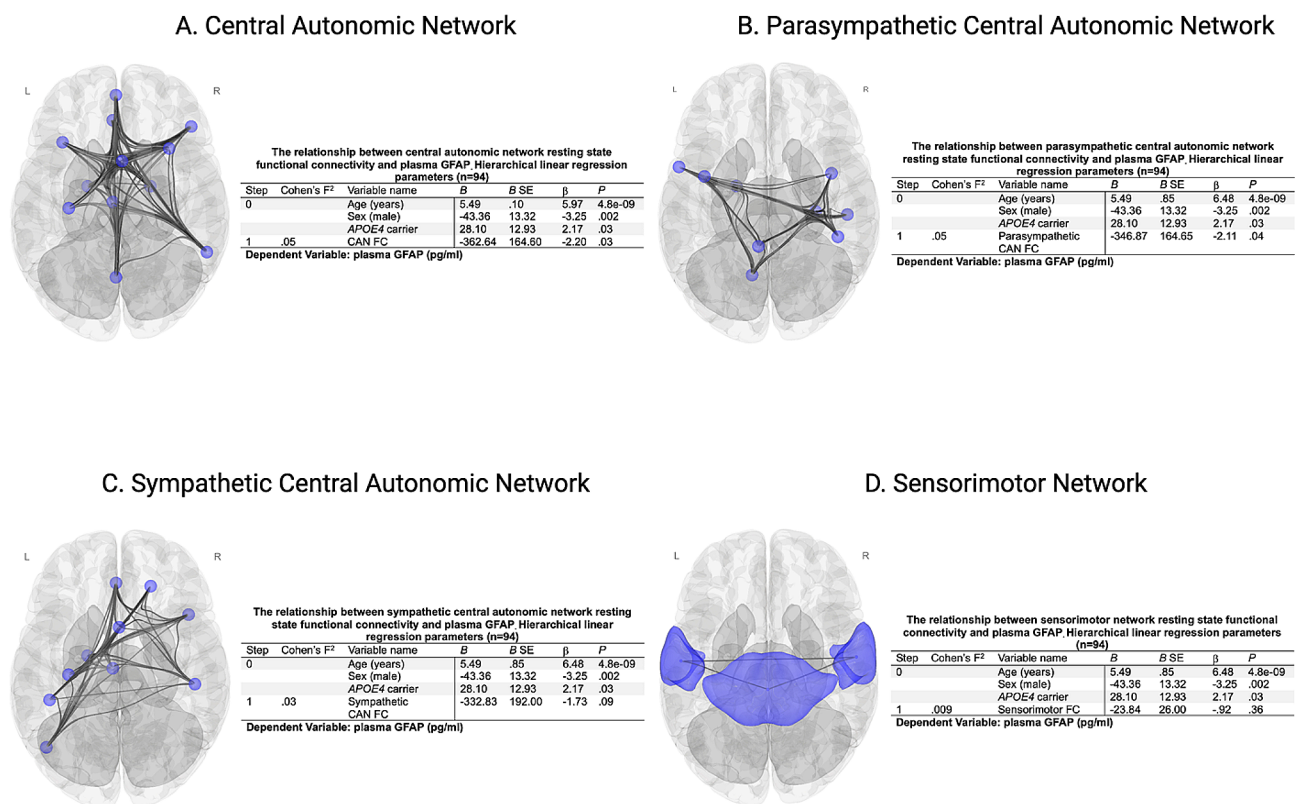 A. Central Autonomic Network
L
R
The relationship between central autonomic network resting state
functional connectivity and plasma GFAP. Hierarchical linear regression
parameters (n=94)
Step Cohen's F² Variable name B B SE β P
0 Age (years) 5.49 .10 5.97 4.8e-09
Sex (male) -43.36 13.32 -3.25 .002
APOE4 carrier 28.10 12.93 2.17 .03
1 .05 CAN FC -362.64 164.60 -2.20 .03
Dependent Variable: plasma GFAP (pg/ml)
B. Parasympathetic Central Autonomic Network
L
R
The relationship between parasympathetic central autonomic network
resting state functional connectivity and plasma GFAP. Hierarchical linear
regression parameters (n=94)
Step Cohen's F² Variable name B B SE β P
0 Age (years) 5.49 .85 6.48 4.8e-09
Sex (male) -43.36 13.32 -3.25 .002
APOE4 carrier 28.10 12.93 2.17 .03
1 .05 Parasympathetic -346.87 164.65 -2.11 .04
CAN FC
Dependent Variable: plasma GFAP (pg/ml)
C. Sympathetic Central Autonomic Network
L
R
The relationship between sympathetic central autonomic network resting
state functional connectivity and plasma GFAP. Hierarchical linear
regression parameters (n=94)
Step Cohen's F² Variable name B B SE β P
0 Age (years) 5.49 .85 6.48 4.8e-09
Sex (male) -43.36 13.32 -3.25 .002
APOE4 carrier 28.10 12.93 2.17 .03
1 .03 Sympathetic -332.83 192.00 -1.73 .09
CAN FC
Dependent Variable: plasma GFAP (pg/ml)
D. Sensorimotor Network
L
R
The relationship between sensorimotor network resting state functional
connectivity and plasma GFAP. Hierarchical linear regression parameters
(n=94)
Step Cohen's F² Variable name B B SE β P
0 Age (years) 5.49 .85 6.48 4.8e-09
Sex (male) -43.36 13.32 -3.25 .002
APOE4 carrier 28.10 12.93 2.17 .03
1 .009 Sensorimotor FC -23.84 26.00 -.92 .36
Dependent Variable: plasma GFAP (pg/ml)